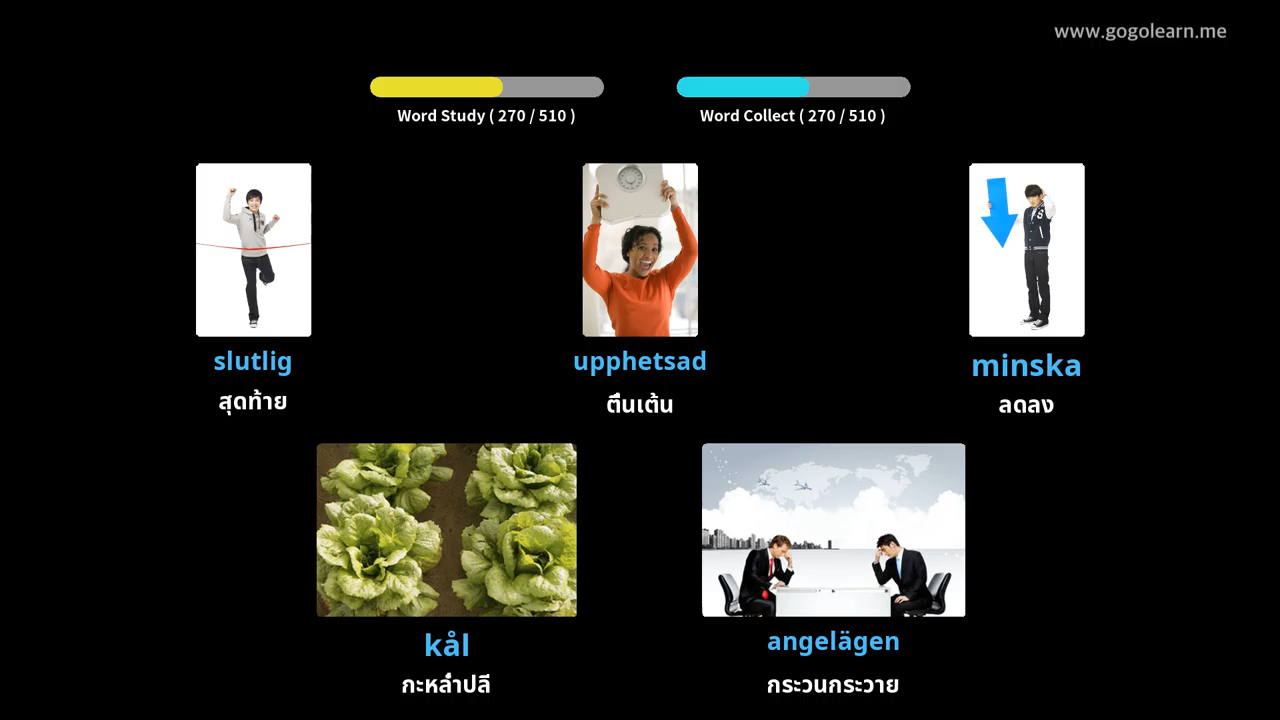 www.gogolearn.me
Word Study ( 270 / 510 )
Word Collect ( 270 / 510 )
slutlig
สุดท้าย
upphetsad
ตื่นเต้น
minska
ลดลง
kål
กะหล่ำปลี
angelägen
กระวนกระวาย